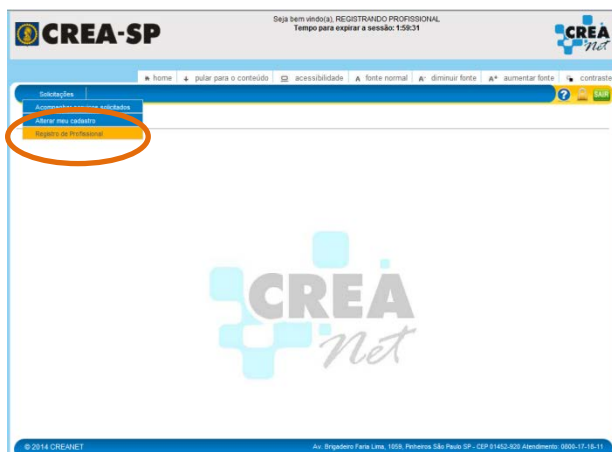 CREA-SP
Seja bem vindo(a), REGISTRANDO PROFISSIONAL
Tempo para expirar a sessão: 1:59:31
CREA
Net
home
pular para o conteúdo
acessibilidade
A fonte normal
A- diminuir fonte
A+ aumentar fonte
contraste
Solicitações
? SAIR
Acompanhar serviços solicitados
Alterar meu cadastro
Registro de Profissional
CREA
Net
© 2014 CREANET
Av. Brigadeiro Faria Lima, 1059, Pinheiros São Paulo SP - CEP 01452-920 Atendimento: 0800-17-18-11